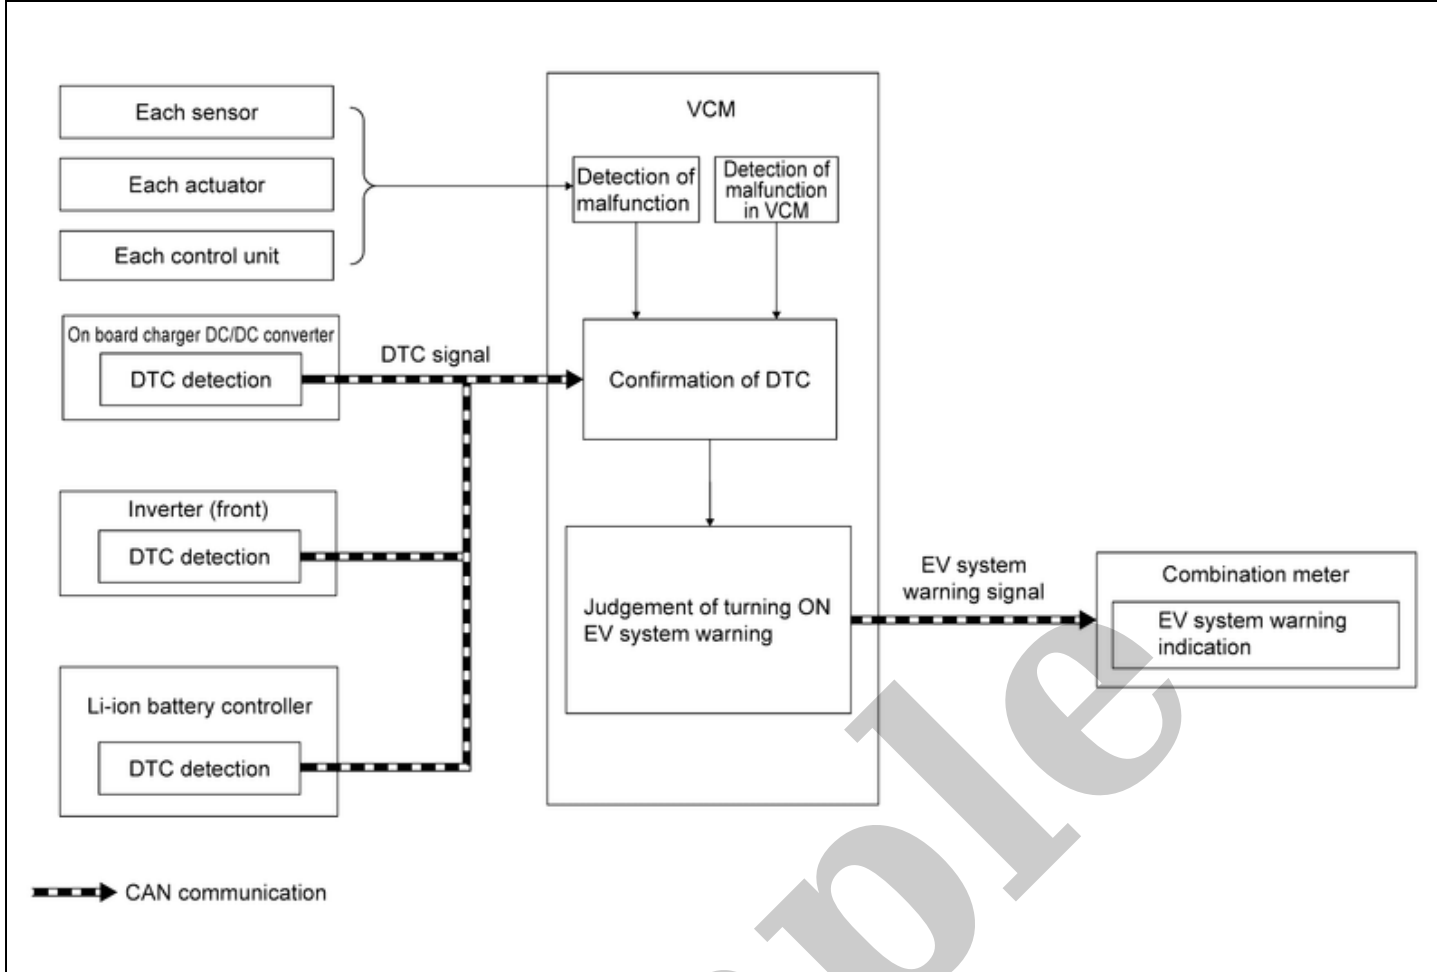 Each sensor
Each actuator
Each control unit
On board charger DC/DC converter
DTC detection
Inverter (front)
DTC detection
Li-ion battery controller
DTC detection
DTC signal
VCM
Detection of
malfunction
Detection of
malfunction
in VCM
Confirmation of DTC
Judgement of turning ON
EV system warning
EV system
warning signal
Combination meter
EV system warning
indication
CAN communication
ple